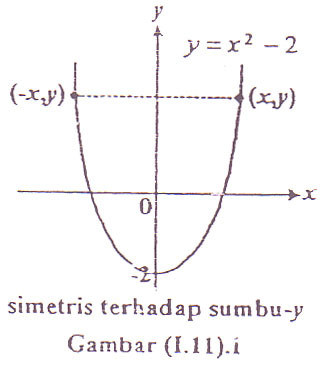 y
y = x² − 2
(-x,y)
(x,y)
x
0
-2
simetris terhadap sumbu-y
Gambar (I.11).i